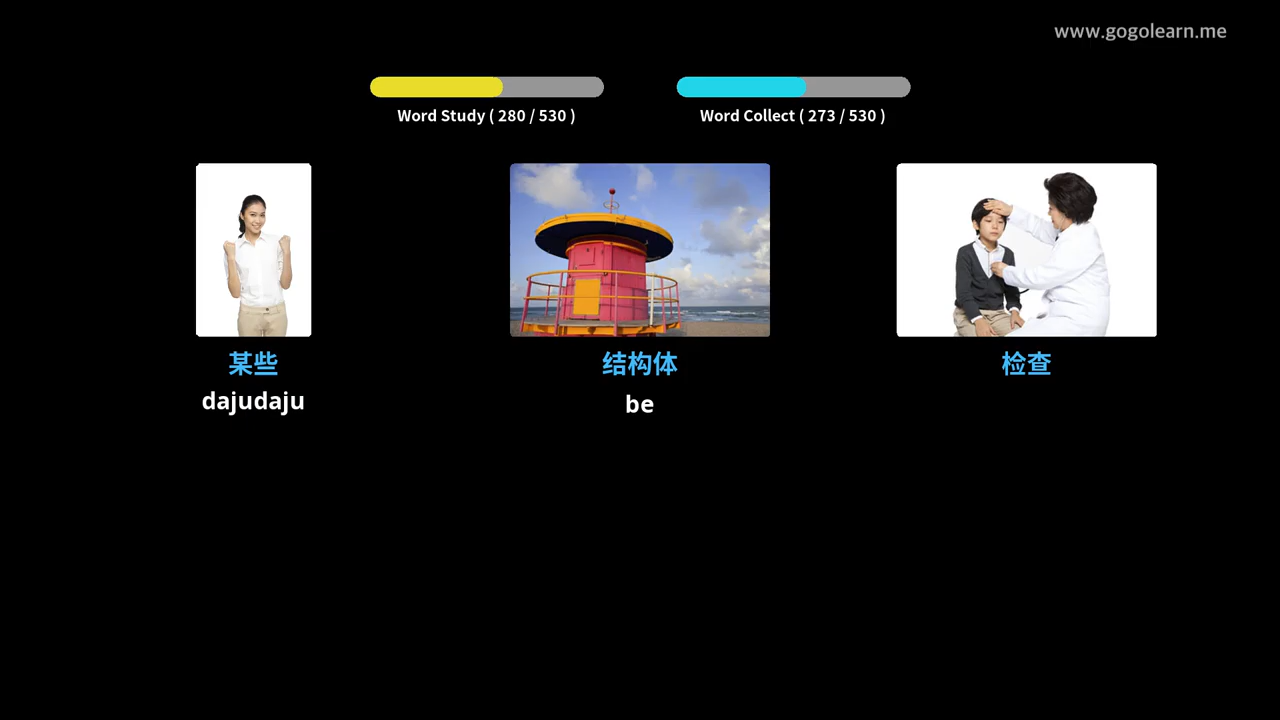 www.gogolearn.me
Word Study ( 280 / 530 )
Word Collect ( 273 / 530 )
某些
结构体
检查
dajudaju
be